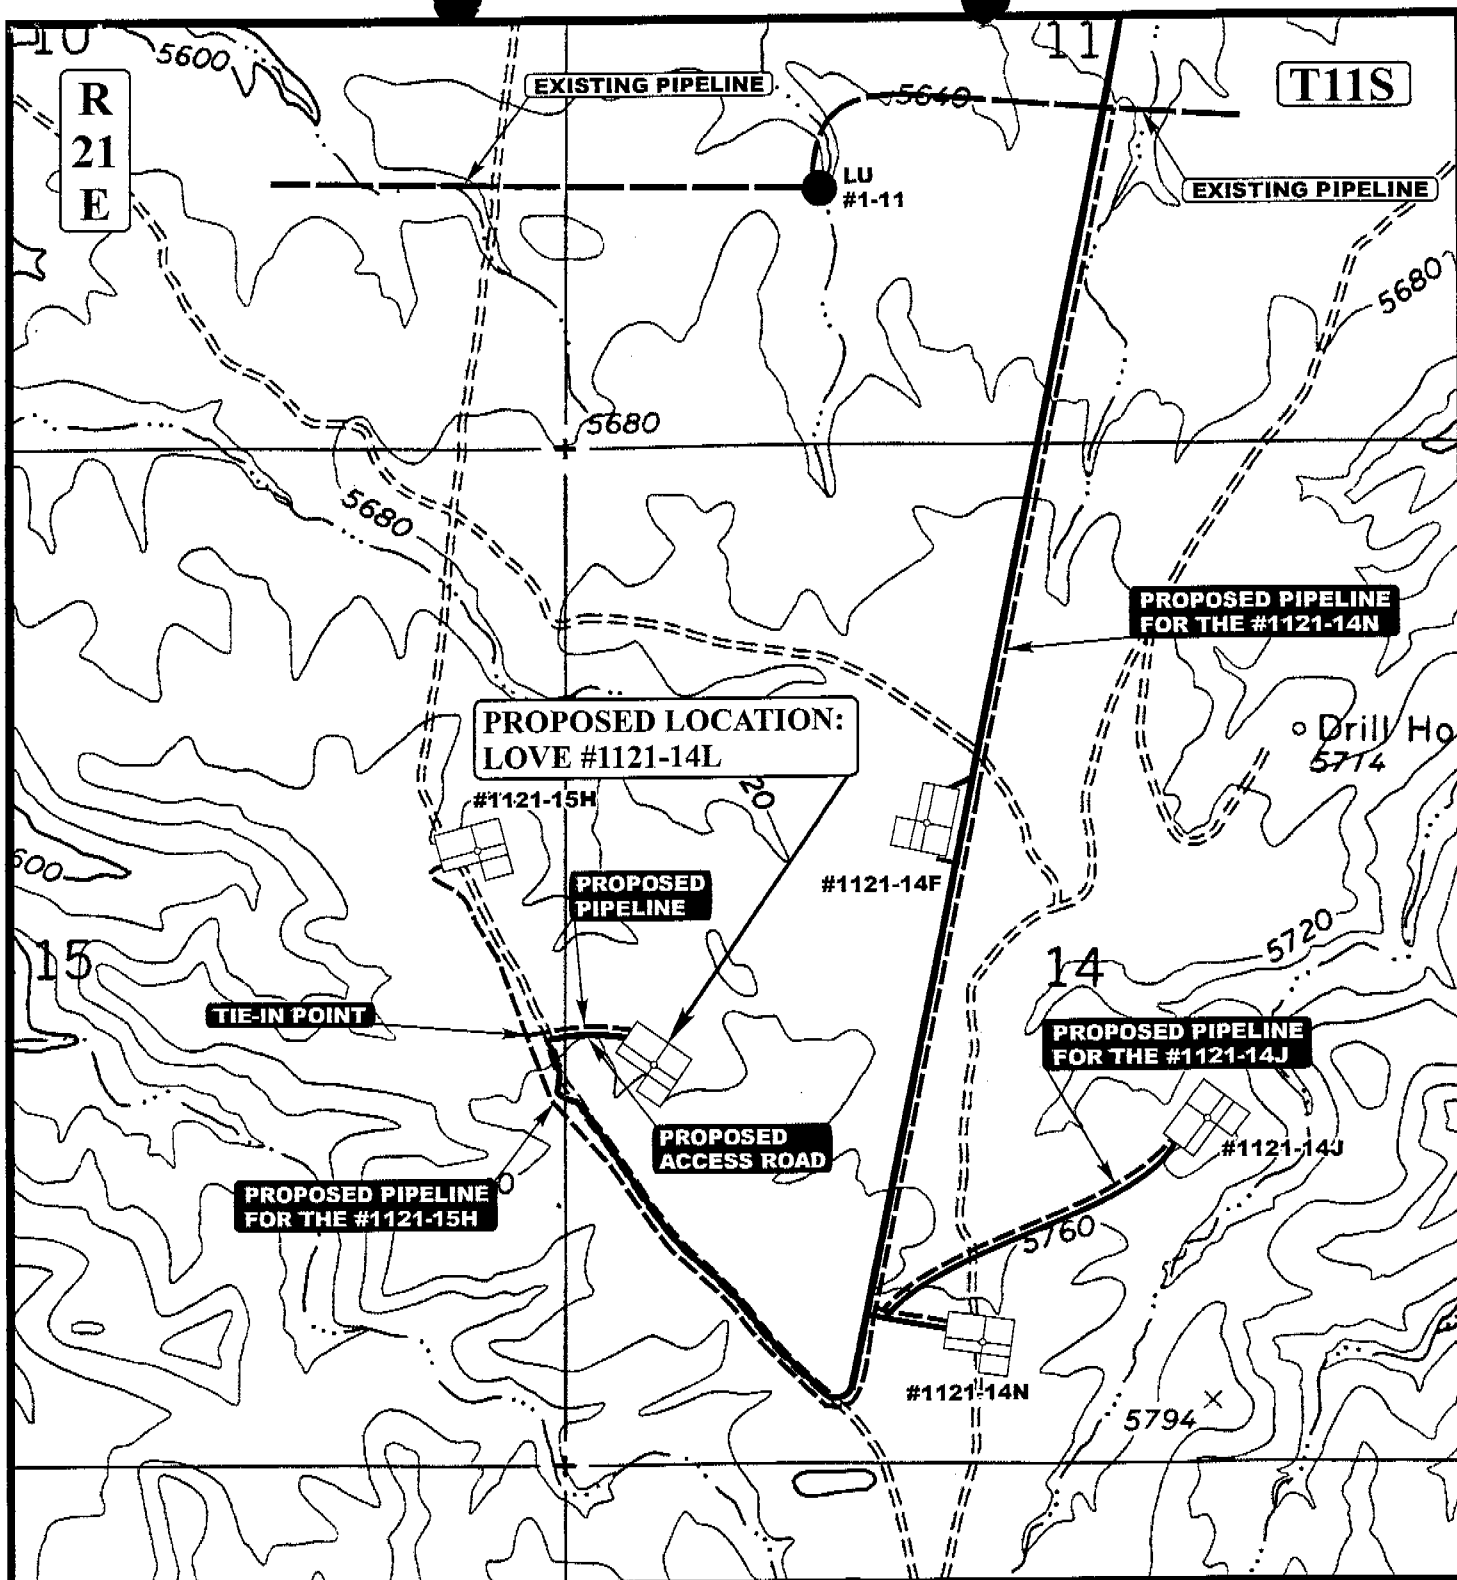 10
5600
11
R
21
E
EXISTING PIPELINE
5640
T11S
LU
#1-11
EXISTING PIPELINE
5680
5680
5680
PROPOSED PIPELINE
FOR THE #1121-14N
PROPOSED LOCATION:
LOVE #1121-14L
Drill Ho
5714
20
#1121-15H
600
PROPOSED
PIPELINE
#1121-14F
15
14
5720
TIE-IN POINT
PROPOSED PIPELINE
FOR THE #1121-14J
PROPOSED
ACCESS ROAD
#1121-14J
PROPOSED PIPELINE
FOR THE #1121-15H
0
5760
#1121-14N
5794